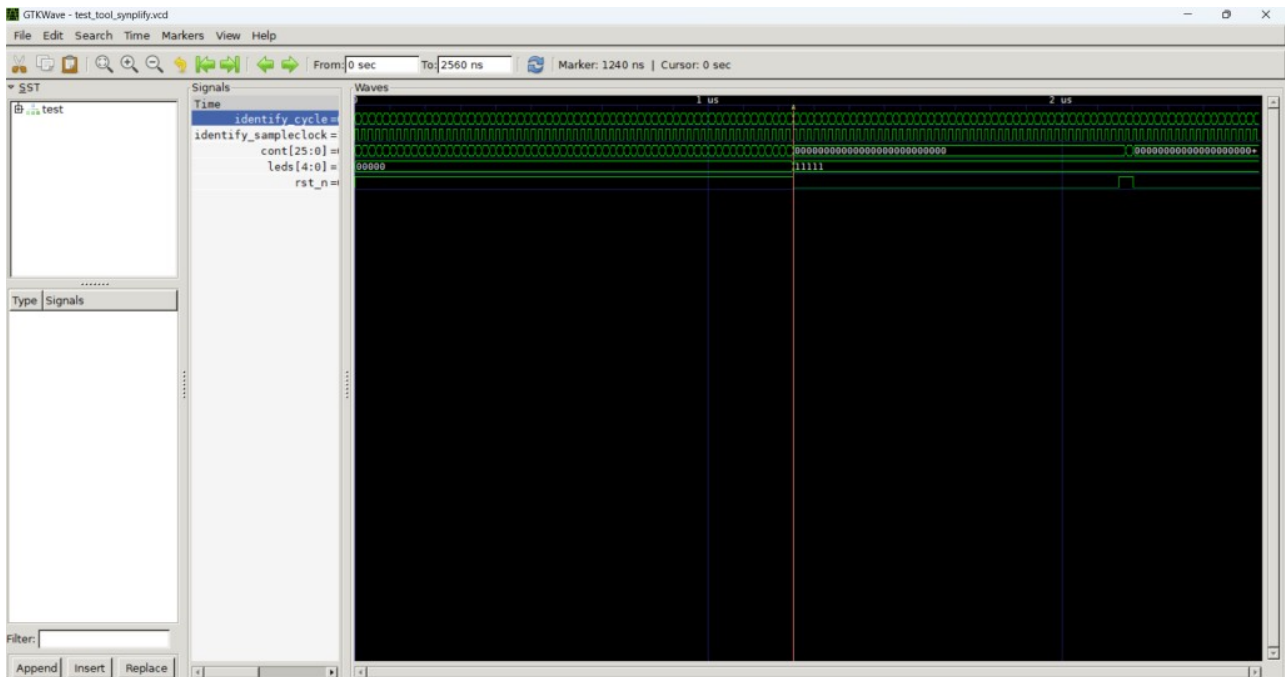 GTKWave - test_tool_synplify.vcd
File Edit Search Time Markers View Help
From: 0 sec To: 2560 ns Marker: 1240 ns | Cursor: 0 sec
SST
test
Type Signals
Filter:
Append Insert Replace
Signals
Time
identify_cycle =
identify_sampleclock =
cont[25:0] =
leds[4:0] =
rst_n =
Waves
1 us 2 us
00000 11111